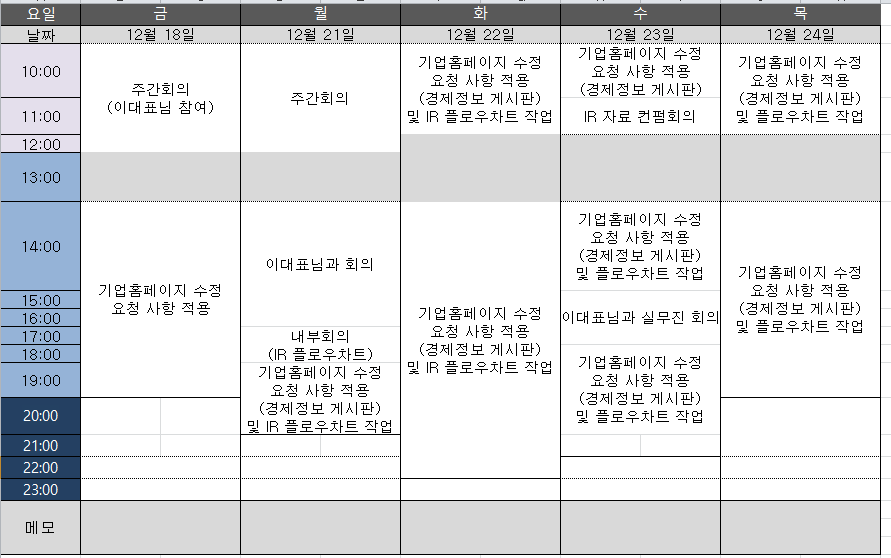 요일 금 월 화 수 목
날짜 12월 18일 12월 21일 12월 22일 12월 23일 12월 24일
10:00
11:00
12:00
13:00
14:00
15:00
16:00
17:00
18:00
19:00
20:00
21:00
22:00
23:00
메모
주간회의
(이대표님 참여)
기업홈페이지 수정
요청 사항 적용
주간회의
이대표님과 회의
내부회의
(IR 플로우차트)
기업홈페이지 수정
요청 사항 적용
(경제정보 게시판)
및 IR 플로우차트 작업
기업홈페이지 수정
요청 사항 적용
(경제정보 게시판)
및 IR 플로우차트 작업
기업홈페이지 수정
요청 사항 적용
(경제정보 게시판)
및 IR 플로우차트 작업
기업홈페이지 수정
요청 사항 적용
(경제정보 게시판)
IR 자료 컨펌회의
기업홈페이지 수정
요청 사항 적용
(경제정보 게시판)
및 플로우차트 작업
이대표님과 실무진 회의
기업홈페이지 수정
요청 사항 적용
(경제정보 게시판)
및 플로우차트 작업
기업홈페이지 수정
요청 사항 적용
(경제정보 게시판)
및 IR 플로우차트 작업
기업홈페이지 수정
요청 사항 적용
(경제정보 게시판)
및 IR 플로우차트 작업